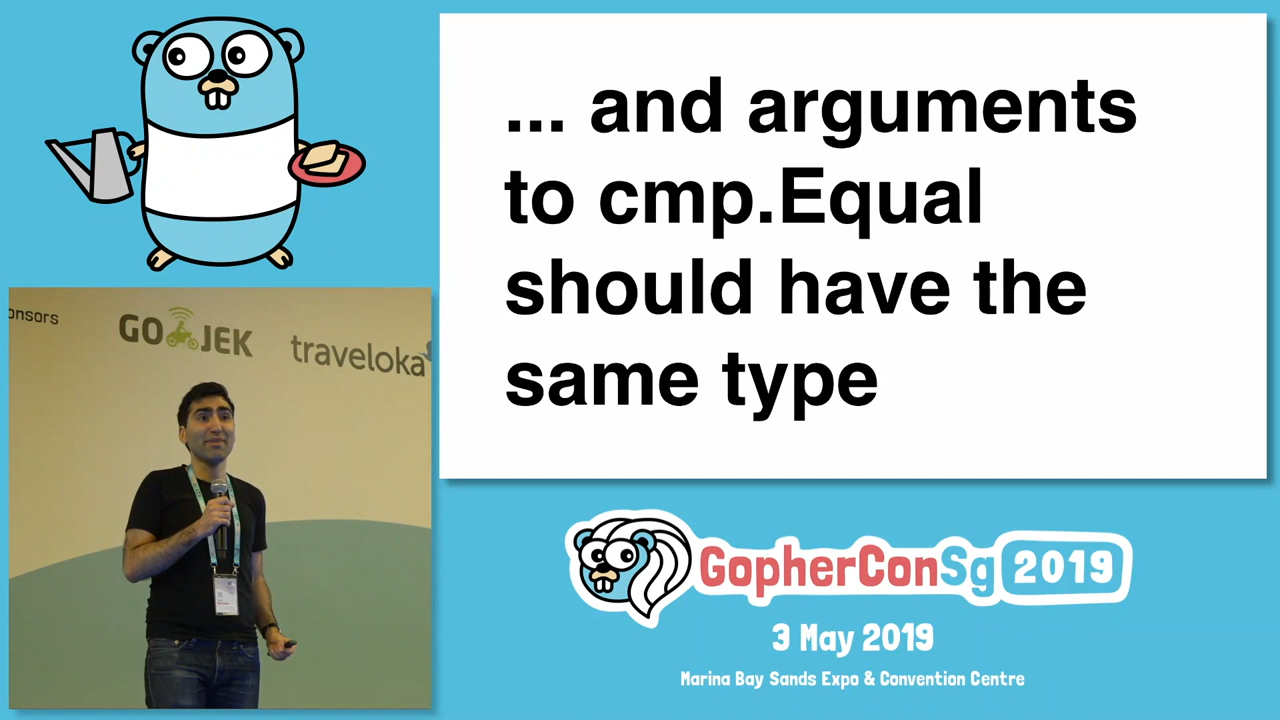 ... and arguments
to cmp.Equal
should have the
same type
onsors
GO JEK
traveloka
GopherConSg 2019
3 May 2019
Marina Bay Sands Expo & Convention Centre